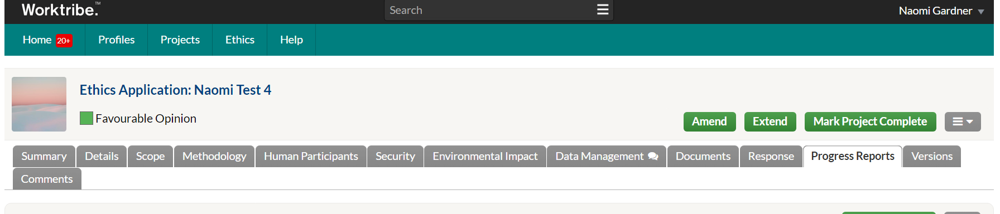 Worktribe.™
Search
Naomi Gardner
Home 20+ Profiles Projects Ethics Help
Ethics Application: Naomi Test 4
Favourable Opinion
Amend Extend Mark Project Complete
Summary Details Scope Methodology Human Participants Security Environmental Impact Data Management Documents Response Progress Reports Versions
Comments